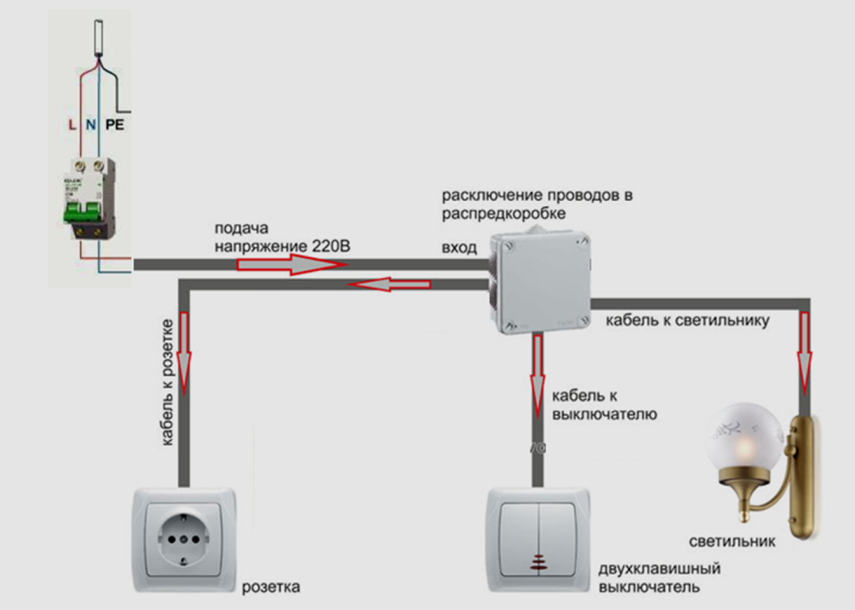 L N PE
подача
напряжение 220В
расключение проводов в
распредкоробке
вход
кабель к розетке
кабель к светильнику
кабель к
выключателю
розетка
двухклавишный
выключатель
светильник